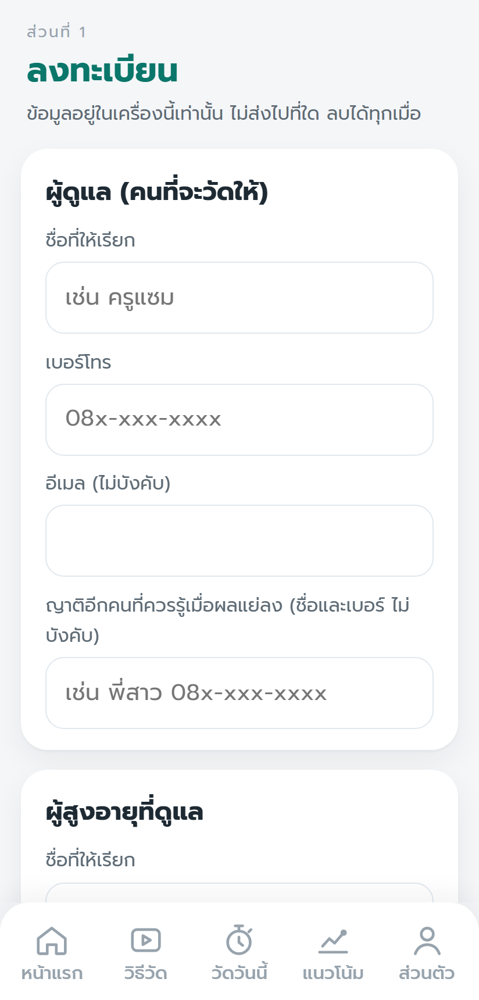 ส่วนที่ 1
ลงทะเบียน
ข้อมูลอยู่ในเครื่องนี้เท่านั้น ไม่ส่งไปที่ใด ลบได้ทุกเมื่อ
ผู้ดูแล (คนที่จะวัดให้)
ชื่อที่ให้เรียก
เช่น ครูแซม
เบอร์โทร
08x-xxx-xxxx
อีเมล (ไม่บังคับ)
ญาติอีกคนที่ควรรู้เมื่อผลแย่ลง (ชื่อและเบอร์ ไม่
บังคับ)
เช่น พี่สาว 08x-xxx-xxxx
ผู้สูงอายุที่ดูแล
ชื่อที่ให้เรียก
หน้าแรก
วิธีวัด
วัดวันนี้
แนวโน้ม
ส่วนตัว